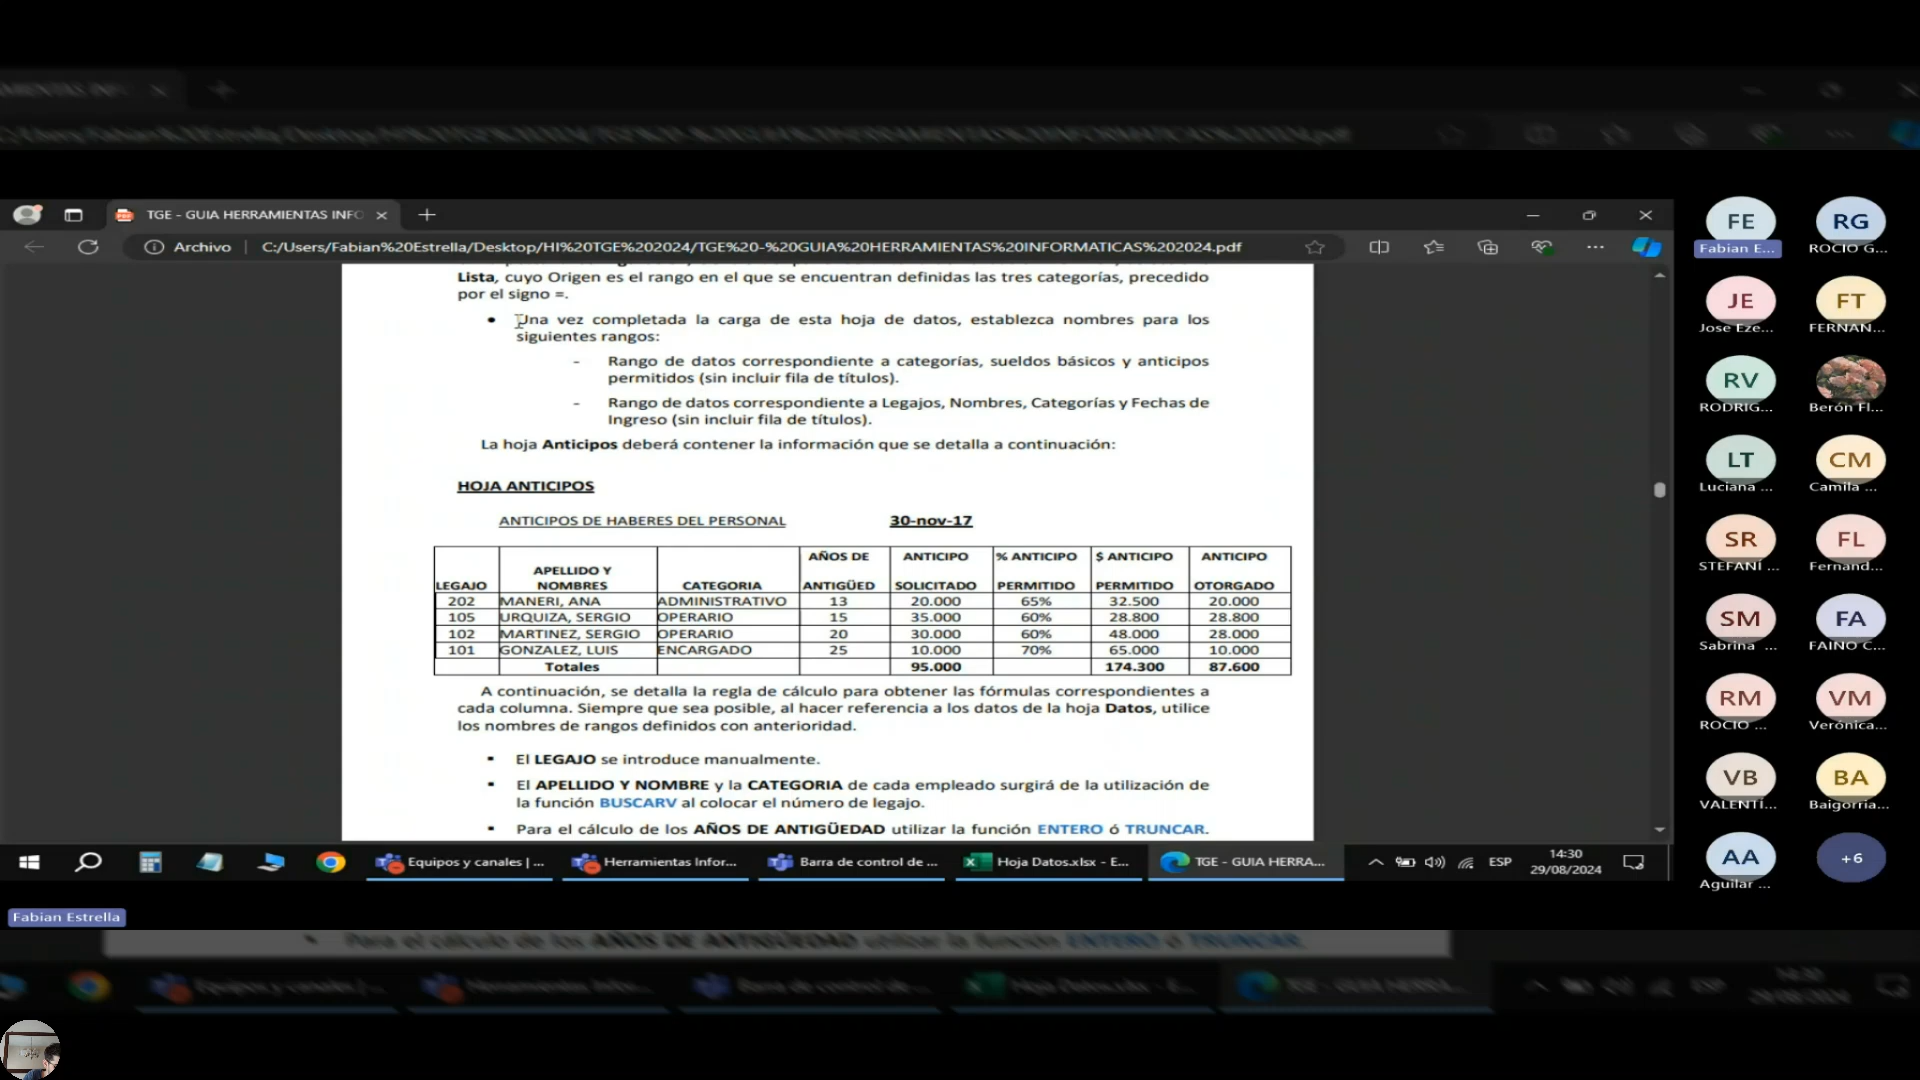 TGE - GUIA HERRAMIENTAS INFO
Archivo
C:/Users/Fabian%20Estrella/Desktop/HI%20TGE%202024/TGE%20-%20GUIA%20HERRAMIENTAS%20INFORMATICAS%202024.pdf
Lista, cuyo Origen es el rango en el que se encuentran definidas las tres categorías, precedido
por el signo =.
• Una vez completada la carga de esta hoja de datos, establezca nombres para los
siguientes rangos:
- Rango de datos correspondiente a categorías, sueldos básicos y anticipos
permitidos (sin incluir fila de títulos).
- Rango de datos correspondiente a Legajos, Nombres, Categorías y Fechas de
Ingreso (sin incluir fila de títulos).
La hoja Anticipos deberá contener la información que se detalla a continuación:
HOJA ANTICIPOS
ANTICIPOS DE HABERES DEL PERSONAL 30-nov-17
LEGAJO APELLIDO Y NOMBRES CATEGORIA AÑOS DE ANTIGÜED ANTICIPO SOLICITADO % ANTICIPO PERMITIDO $ ANTICIPO PERMITIDO ANTICIPO OTORGADO
202 MANERI, ANA ADMINISTRATIVO 13 20.000 65% 32.500 20.000
105 URQUIZA, SERGIO OPERARIO 15 35.000 60% 28.800 28.800
102 MARTINEZ, SERGIO OPERARIO 20 30.000 60% 48.000 28.000
101 GONZALEZ, LUIS ENCARGADO 25 10.000 70% 65.000 10.000
Totales 95.000 174.300 87.600
A continuación, se detalla la regla de cálculo para obtener las fórmulas correspondientes a
cada columna. Siempre que sea posible, al hacer referencia a los datos de la hoja Datos, utilice
los nombres de rangos definidos con anterioridad.
▪ El LEGAJO se introduce manualmente.
▪ El APELLIDO Y NOMBRE y la CATEGORIA de cada empleado surgirá de la utilización de
la función BUSCARV al colocar el número de legajo.
▪ Para el cálculo de los AÑOS DE ANTIGÜEDAD utilizar la función ENTERO ó TRUNCAR.
Equipos y canales | ...
Herramientas Infor...
Barra de control de ...
Hoja Datos.xlsx - E...
TGE - GUIA HERRA...
ESP
14:30
29/08/2024
Fabian Estrella
FE
Fabian E...
RG
ROCIO G...
JE
Jose Eze...
FT
FERNAN...
RV
RODRIG...
Berón Fl...
LT
Luciana ...
CM
Camila ...
SR
STEFANÍ ...
FL
Fernand...
SM
Sabrina ...
FA
FAINO C...
RM
ROCIO ...
VM
Verónica...
VB
VALENTI...
BA
Baigorria...
AA
Aguilar ...
+6
Para el cálculo de los AÑOS DE ANTIGÜEDAD utilizar la función ENTERO ó TRUNCAR.